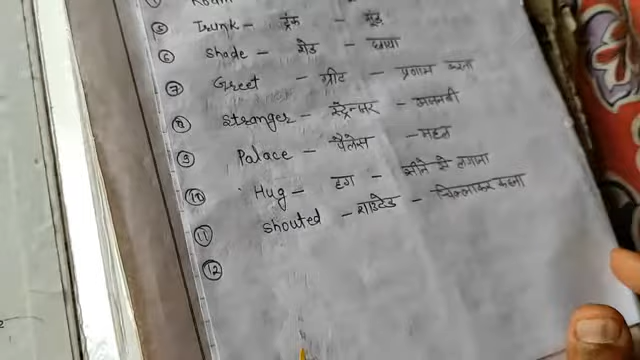 ⑤ Trunk - ट्रंक - सूंड
⑥ Shade - शेड - छाया
⑦ Greet - ग्रीट - प्रणाम करना
⑧ Stranger - स्ट्रेन्जर - अजनबी
⑨ Palace - पैलेस - महल
⑩ Hug - हग - सीने से लगाना
⑪ Shouted - शाउटेड - चिल्लाकर कहना
⑫